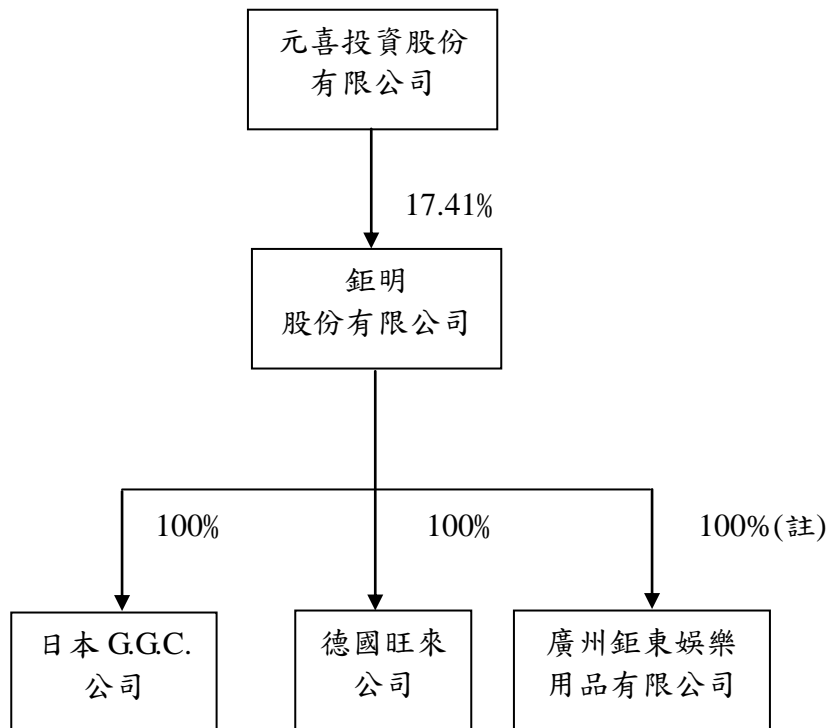 元喜投資股份
有限公司
17.41%
鉅明
股份有限公司
100%
100%
100%(註)
日本 G.G.C.
公司
德國旺來
公司
廣州鉅東娛樂
用品有限公司